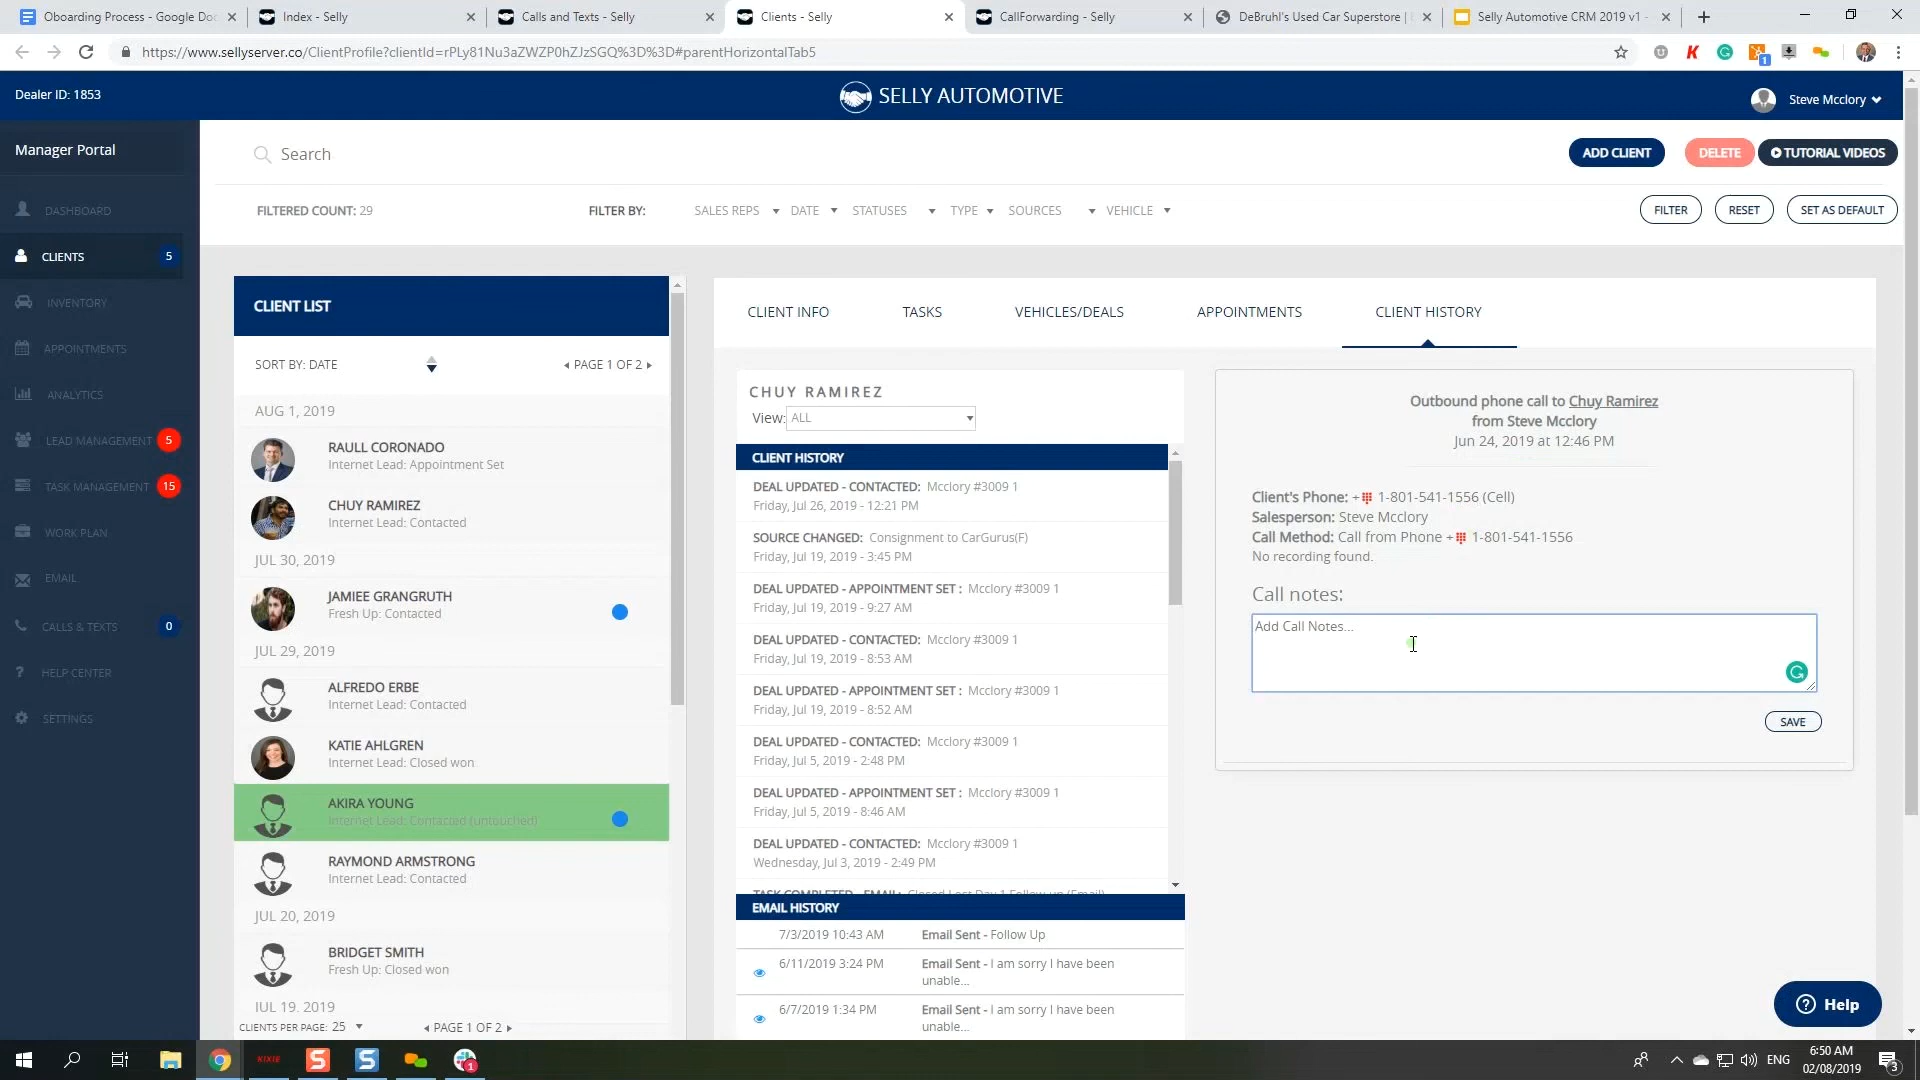 Oboarding Process - Google Doc
Index - Selly
Calls and Texts - Selly
Clients - Selly
CallForwarding - Selly
DeBruhl's Used Car Superstore |
Selly Automotive CRM 2019 v1 -
https://www.sellyserver.co/ClientProfile?clientId=rPLy81Nu3aZWZP0hZJzSGQ%3D%3D#parentHorizontalTab5
Dealer ID: 1853
SELLY AUTOMOTIVE
Steve Mcclory
Manager Portal
Search
ADD CLIENT
DELETE
TUTORIAL VIDEOS
FILTERED COUNT: 29
FILTER BY:
SALES REPS
DATE
STATUSES
TYPE
SOURCES
VEHICLE
FILTER
RESET
SET AS DEFAULT
DASHBOARD
CLIENTS
5
INVENTORY
APPOINTMENTS
ANALYTICS
LEAD MANAGEMENT
5
TASK MANAGEMENT
15
WORK PLAN
EMAIL
CALLS & TEXTS
0
HELP CENTER
SETTINGS
CLIENT LIST
SORT BY: DATE
PAGE 1 OF 2
AUG 1, 2019
RAULL CORONADO
Internet Lead: Appointment Set
CHUY RAMIREZ
Internet Lead: Contacted
JUL 30, 2019
JAMIEE GRANGRUTH
Fresh Up: Contacted
JUL 29, 2019
ALFREDO ERBE
Internet Lead: Contacted
KATIE AHLGREN
Internet Lead: Closed won
AKIRA YOUNG
Internet Lead: Contacted (untouched)
RAYMOND ARMSTRONG
Internet Lead: Contacted
JUL 20, 2019
BRIDGET SMITH
Fresh Up: Closed won
JUL 19, 2019
CLIENTS PER PAGE: 25
PAGE 1 OF 2
CLIENT INFO
TASKS
VEHICLES/DEALS
APPOINTMENTS
CLIENT HISTORY
CHUY RAMIREZ
View: ALL
CLIENT HISTORY
DEAL UPDATED - CONTACTED: Mcclory #3009 1
Friday, Jul 26, 2019 - 12:21 PM
SOURCE CHANGED: Consignment to CarGurus(F)
Friday, Jul 19, 2019 - 3:45 PM
DEAL UPDATED - APPOINTMENT SET : Mcclory #3009 1
Friday, Jul 19, 2019 - 9:27 AM
DEAL UPDATED - CONTACTED: Mcclory #3009 1
Friday, Jul 19, 2019 - 8:53 AM
DEAL UPDATED - APPOINTMENT SET : Mcclory #3009 1
Friday, Jul 19, 2019 - 8:52 AM
DEAL UPDATED - CONTACTED: Mcclory #3009 1
Friday, Jul 5, 2019 - 2:48 PM
DEAL UPDATED - APPOINTMENT SET : Mcclory #3009 1
Friday, Jul 5, 2019 - 8:46 AM
DEAL UPDATED - CONTACTED: Mcclory #3009 1
Wednesday, Jul 3, 2019 - 2:49 PM
TASK COMPLETED - EMAIL: Closed Lost Day 1 Follow-up (Email)
EMAIL HISTORY
7/3/2019 10:43 AM
Email Sent - Follow Up
6/11/2019 3:24 PM
Email Sent - I am sorry I have been
unable...
6/7/2019 1:34 PM
Email Sent - I am sorry I have been
unable...
Outbound phone call to Chuy Ramirez
from Steve Mcclory
Jun 24, 2019 at 12:46 PM
Client's Phone: + 1-801-541-1556 (Cell)
Salesperson: Steve Mcclory
Call Method: Call from Phone + 1-801-541-1556
No recording found.
Call notes:
Add Call Notes...
SAVE
Help
KIXIE
1
ENG
6:50 AM
02/08/2019
3